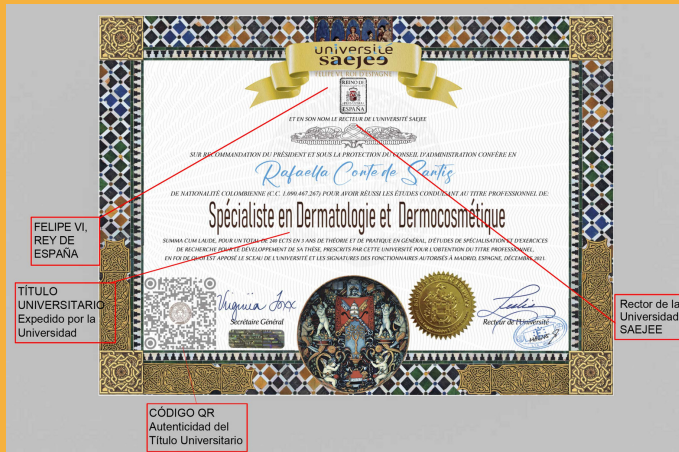 université
saejee
FELIPE VI, ROI D'ESPAGNE
REINO DE
ESPAÑA
ET EN SON NOM LE RECTEUR DE L'UNIVERSITÉ SAEJEE
SUR RECOMMANDATION DU PRÉSIDENT ET SOUS LA PROTECTION DU CONSEIL D'ADMINISTRATION CONFÈRE EN
Rafaella Conte de Santis
DE NATIONALITÉ COLOMBIENNE (C.C. 1.090.467.267) POUR AVOIR RÉUSSI LES ÉTUDES CONDUISANT AU TITRE PROFESSIONNEL DE:
Spécialiste en Dermatologie et Dermocosmétique
SUMMA CUM LAUDE, POUR UN TOTAL DE 240 ECTS EN 3 ANS DE THÉORIE ET DE PRATIQUE EN GÉNÉRAL, D'ÉTUDES DE SPÉCIALISATION ET D'EXERCICES
DE RECHERCHE POUR LE DÉVELOPPEMENT DE SA THÈSE, PRESCRITS PAR CETTE UNIVERSITÉ POUR L'OBTENTION DU TITRE PROFESSIONNEL,
EN FOI DE QUOI EST APPOSÉ LE SCEAU DE L'UNIVERSITÉ ET LES SIGNATURES DES FONCTIONNAIRES AUTORISÉS À MADRID, ESPAGNE, DÉCEMBRE 2021.
FELIPE VI,
REY DE
ESPAÑA
TÍTULO
UNIVERSITARIO
Expedido por la
Universidad
Virginia Foxx
Secrétaire Général
Leslie
Recteur de l'Université
Rector de la
Universidad
SAEJEE
CÓDIGO QR
Autenticidad del
Título Universitario